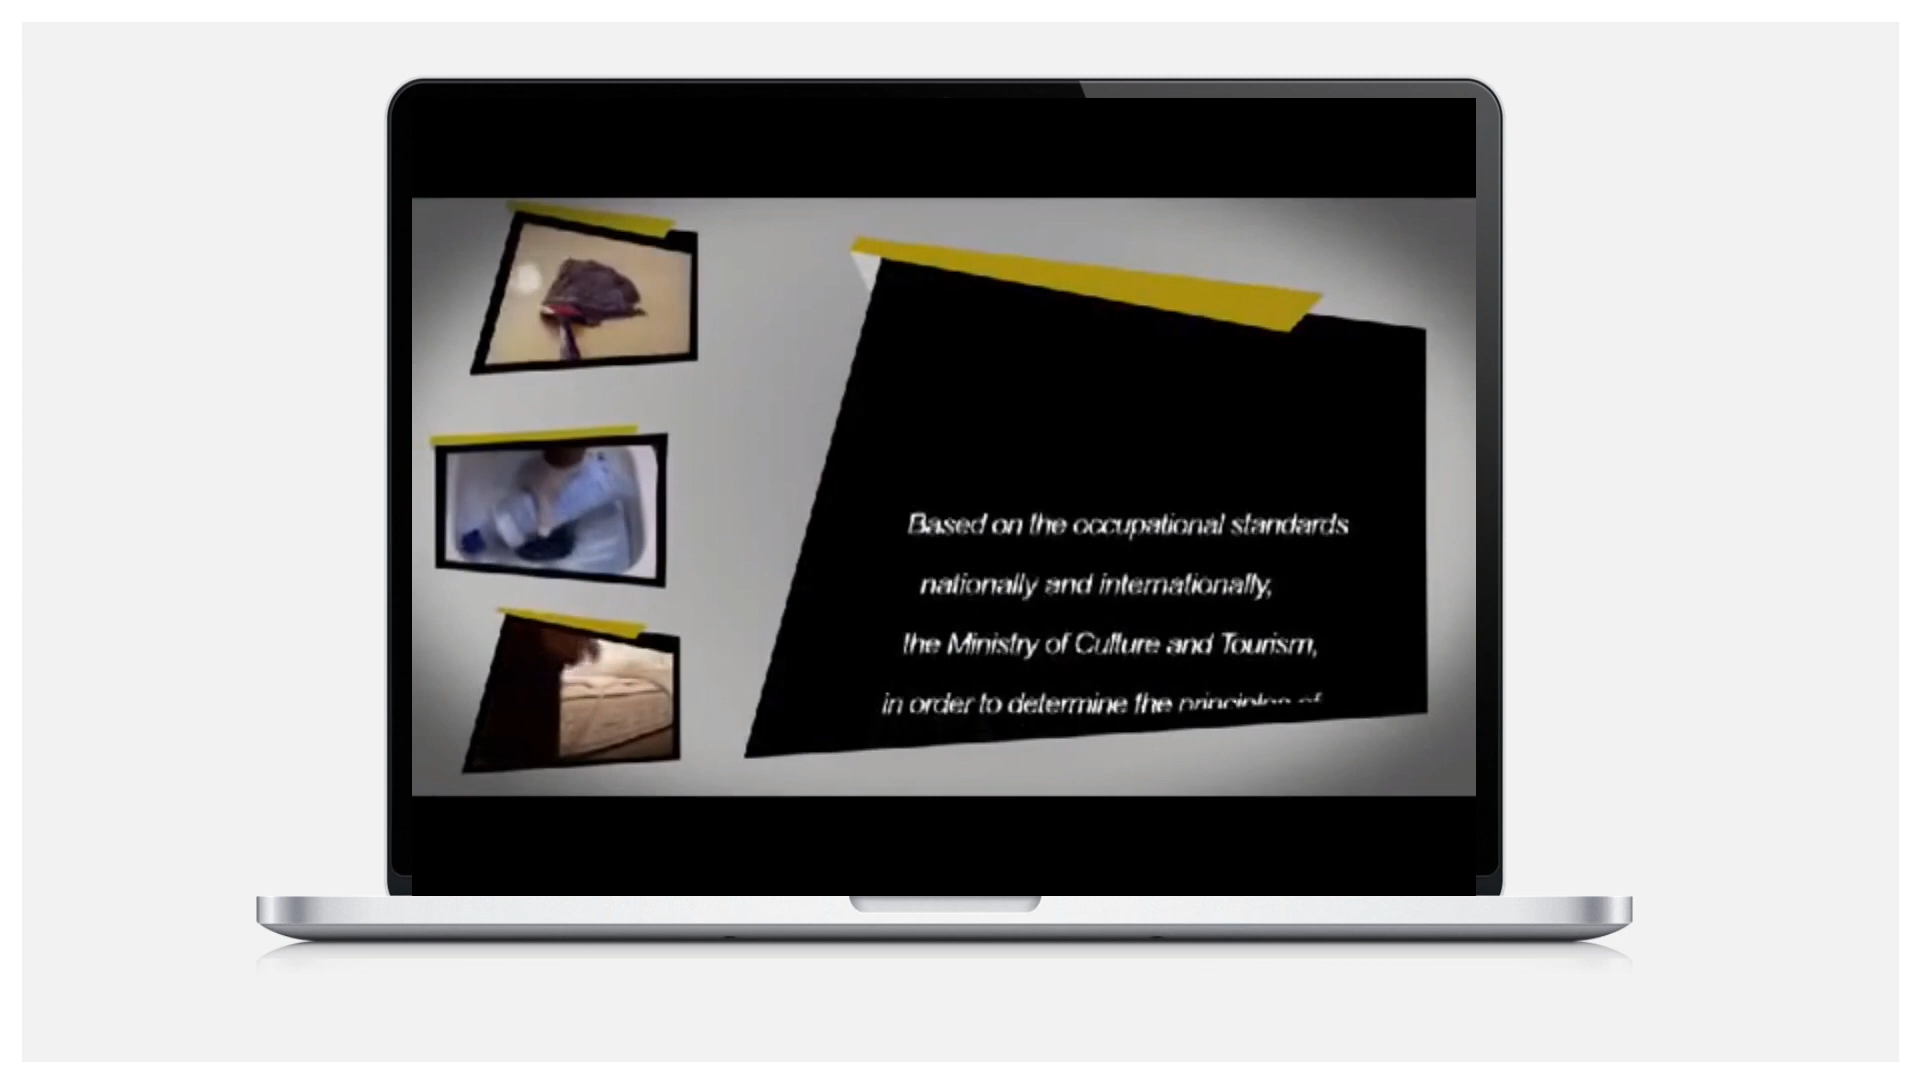 Based on the occupational standards
nationally and internationally,
the Ministry of Culture and Tourism,
in order to determine the principles of